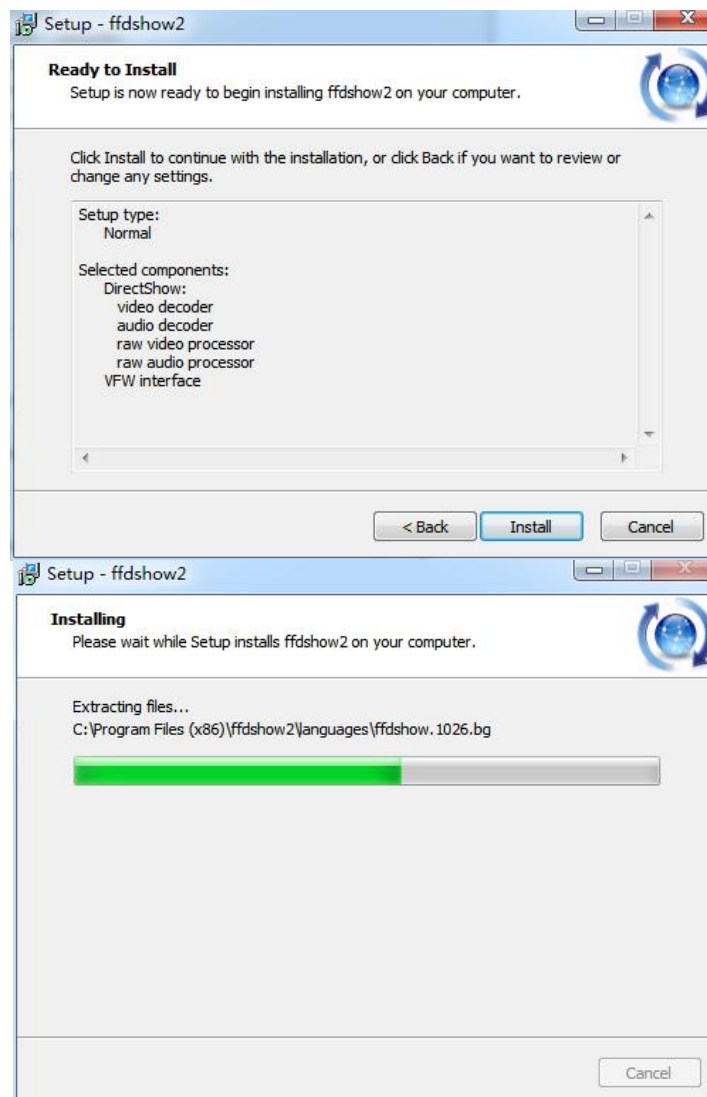 Setup - ffdshow2
Ready to Install
Setup is now ready to begin installing ffdshow2 on your computer.
Click Install to continue with the installation, or click Back if you want to review or
change any settings.
Setup type:
Normal
Selected components:
DirectShow:
video decoder
audio decoder
raw video processor
raw audio processor
VFW interface
< Back
Install
Cancel
Setup - ffdshow2
Installing
Please wait while Setup installs ffdshow2 on your computer.
Extracting files...
C:\Program Files (x86)\ffdshow2\languages\ffdshow.1026.bg
Cancel